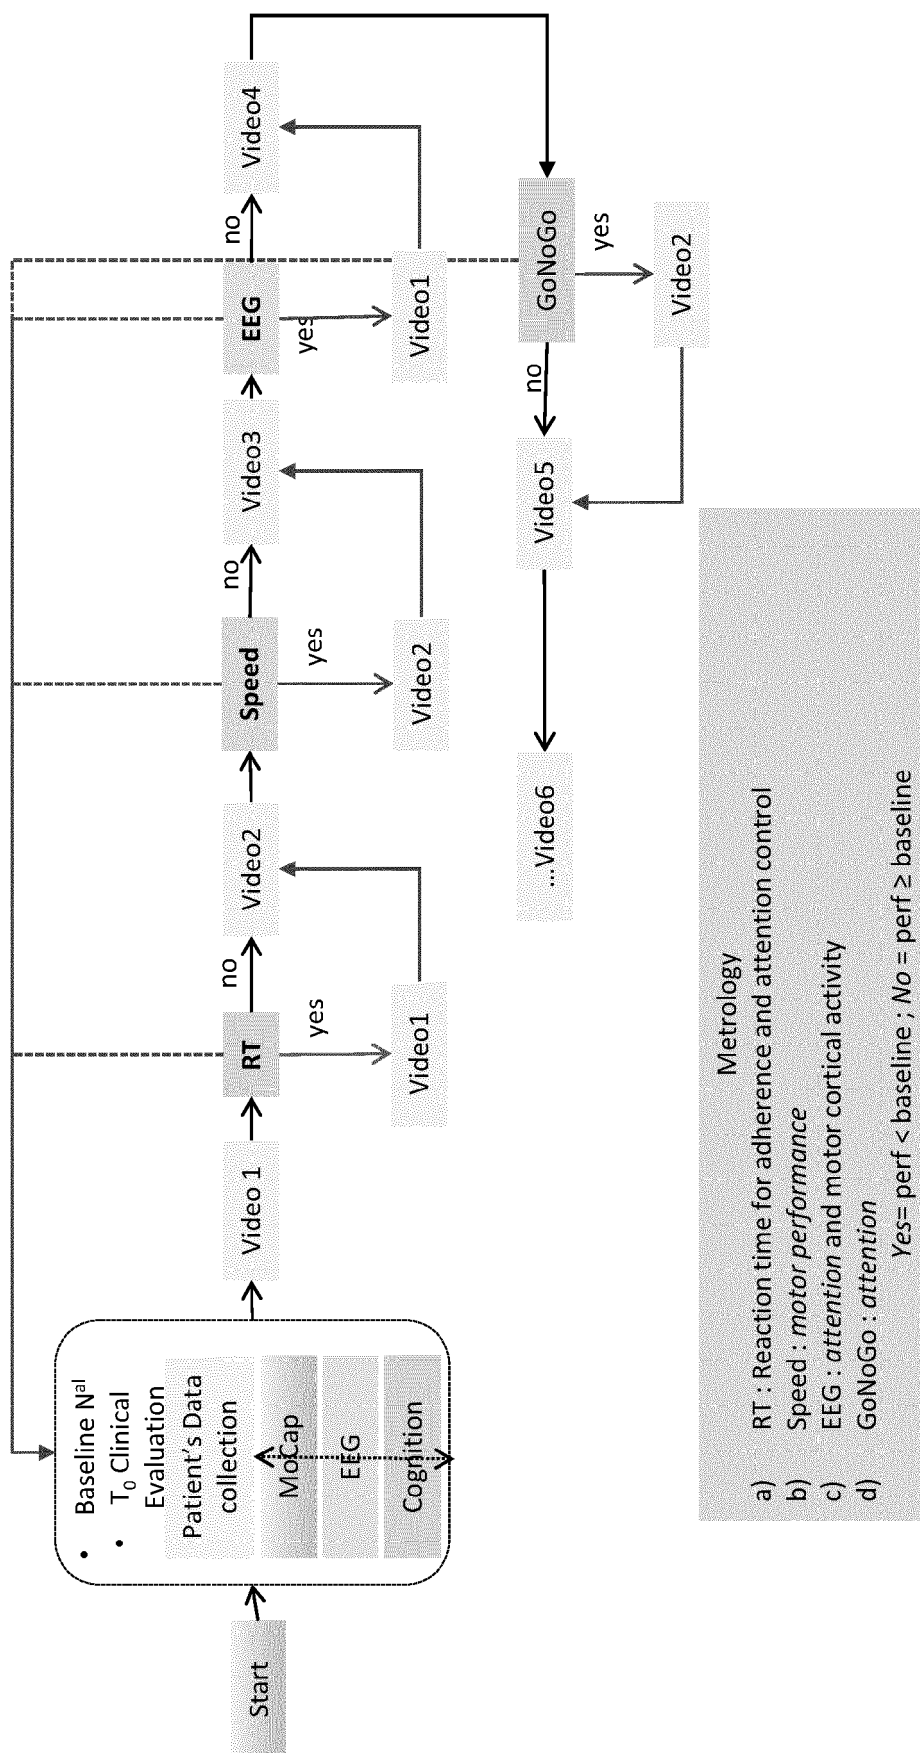 Start
• Baseline Nᵃˡ
• T₀ Clinical
Evaluation
Patient's Data
collection
MoCap
EEG
Cognition
Video 1
RT
no
yes
Video1
Video2
Speed
no
yes
Video2
Video3
EEG
no
yes
Video1
Video4
GoNoGo
no
yes
Video2
Video5
...Video6
Metrology
a) RT : Reaction time for adherence and attention control
b) Speed : motor performance
c) EEG : attention and motor cortical activity
d) GoNoGo : attention
Yes= perf < baseline ; No = perf ≥ baseline